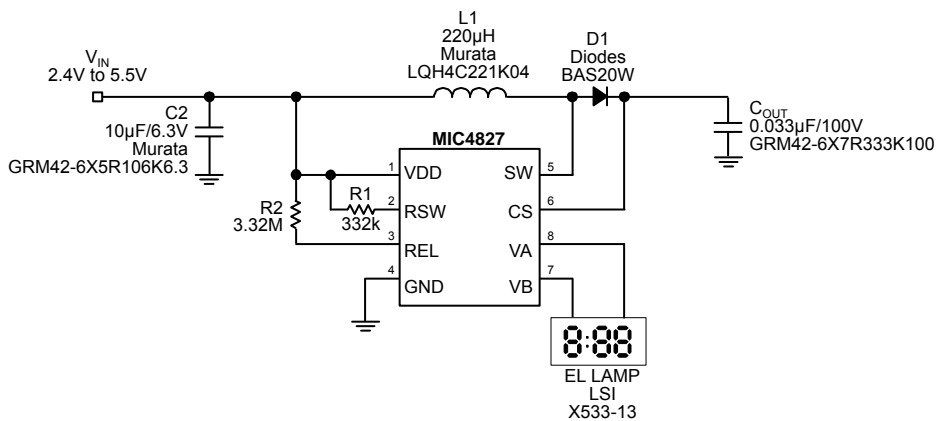 L1
220µH
Murata
LQH4C221K04
D1
Diodes
BAS20W
VIN
2.4V to 5.5V
C2
10µF/6.3V
Murata
GRM42-6X5R106K6.3
COUT
0.033µF/100V
GRM42-6X7R333K100
MIC4827
1
VDD
SW
5
R1
332k
2
RSW
CS
6
R2
3.32M
3
REL
VA
8
4
GND
VB
7
8:88
EL LAMP
LSI
X533-13